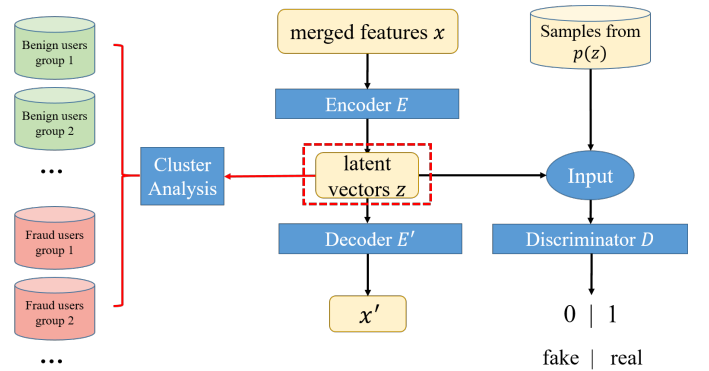 Benign users
group 1
Benign users
group 2
...
Fraud users
group 1
Fraud users
group 2
...
Cluster
Analysis
merged features x
Encoder E
latent
vectors z
Decoder E′
x′
Samples from
p(z)
Input
Discriminator D
0 | 1
fake | real